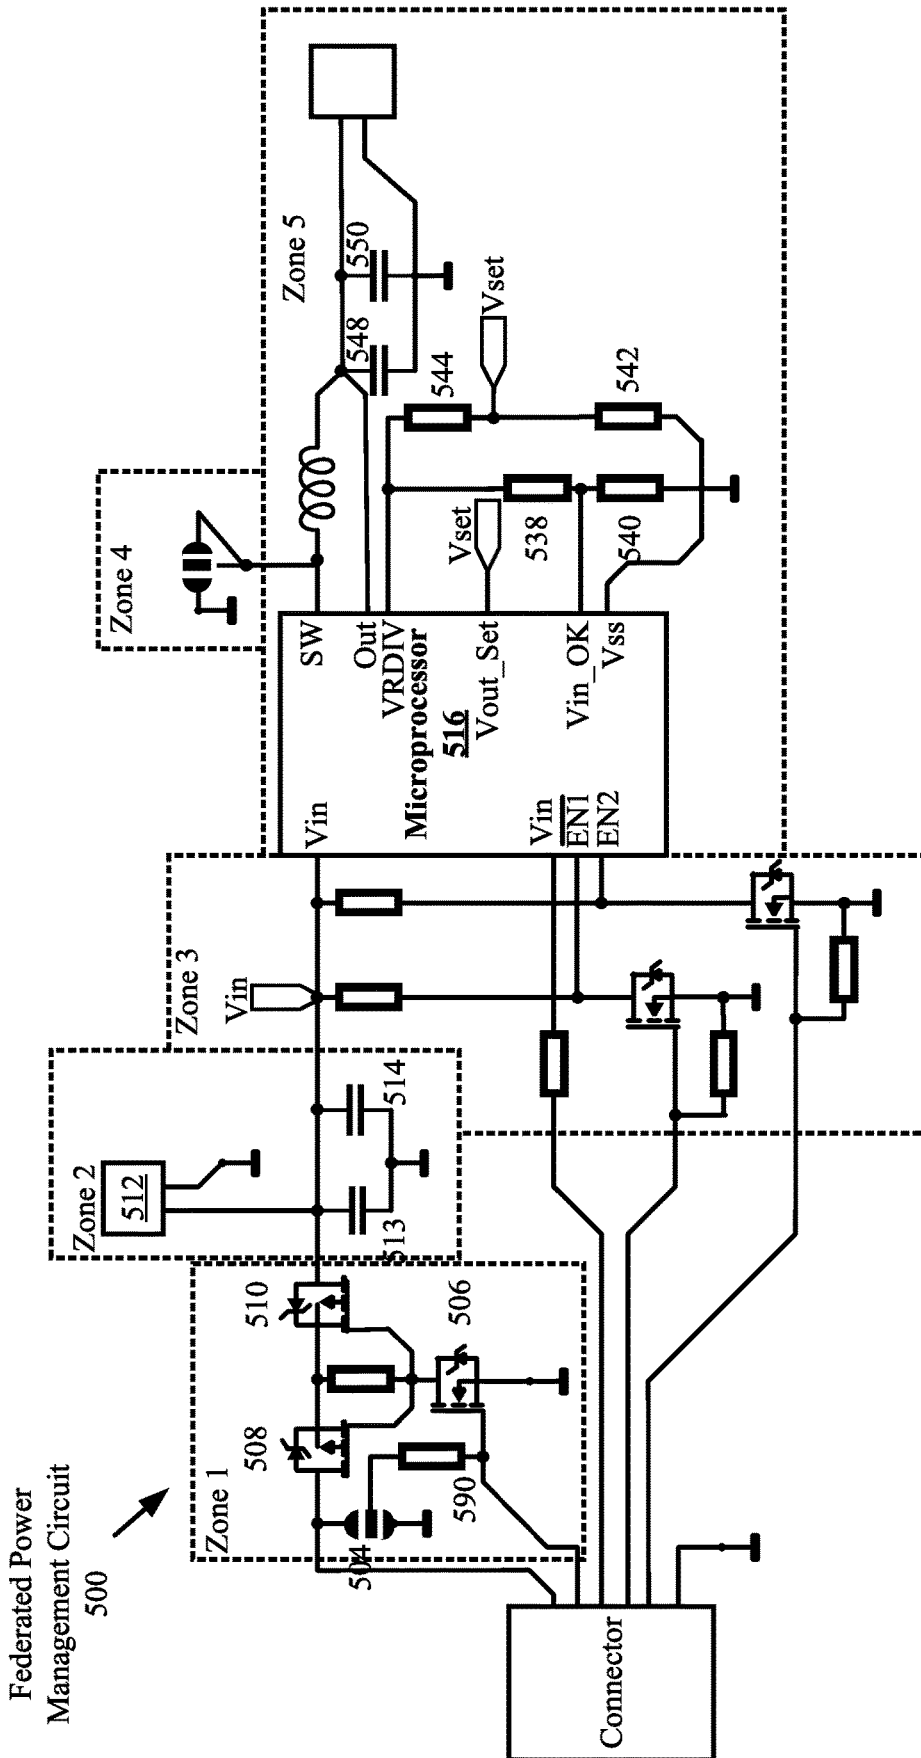 Federated Power
Management Circuit
500
Connector
Zone 1
504
508
590
510
506
Zone 2
512
513
514
Zone 3
Vin
Vin
Vin
EN1
EN2
Microprocessor
516
SW
Out
VRDIV
Vout_Set
Vin_OK
Vss
Zone 4
Zone 5
Vset
538
540
544
542
Vset
548
550